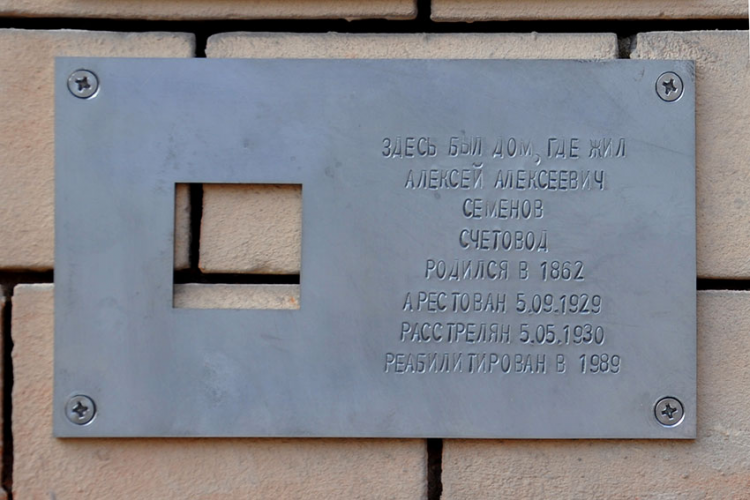 ЗДЕСЬ БЫЛ ДОМ, ГДЕ ЖИЛ
АЛЕКСЕЙ АЛЕКСЕЕВИЧ
СЕМЕНОВ
СЧЕТОВОД
РОДИЛСЯ В 1862
АРЕСТОВАН 5.09.1929
РАССТРЕЛЯН 5.05.1930
РЕАБИЛИТИРОВАН В 1989